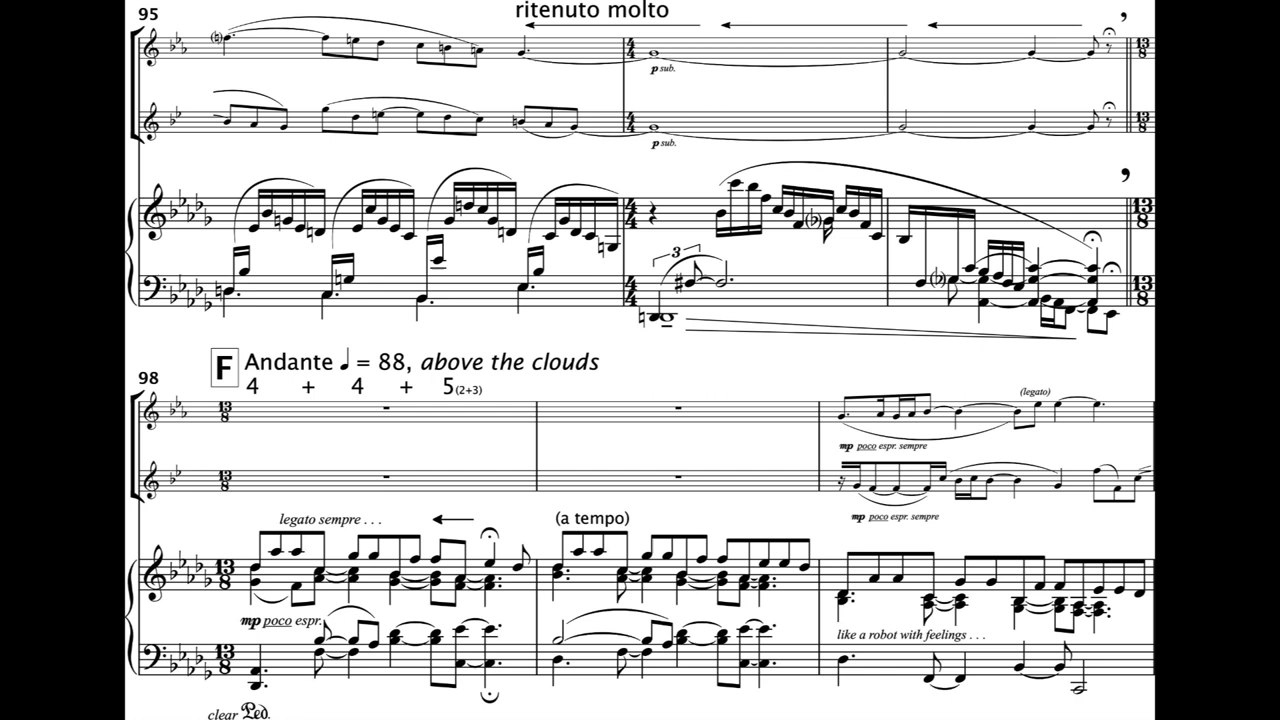 ritenuto molto
95
p sub.
p sub.
3
98
F Andante ♩ = 88, above the clouds
4 + 4 + 5(2+3)
(legato)
mp poco espr. sempre
mp poco espr. sempre
legato sempre . . .
(a tempo)
mp poco espr.
like a robot with feelings . . .
clear Ped.